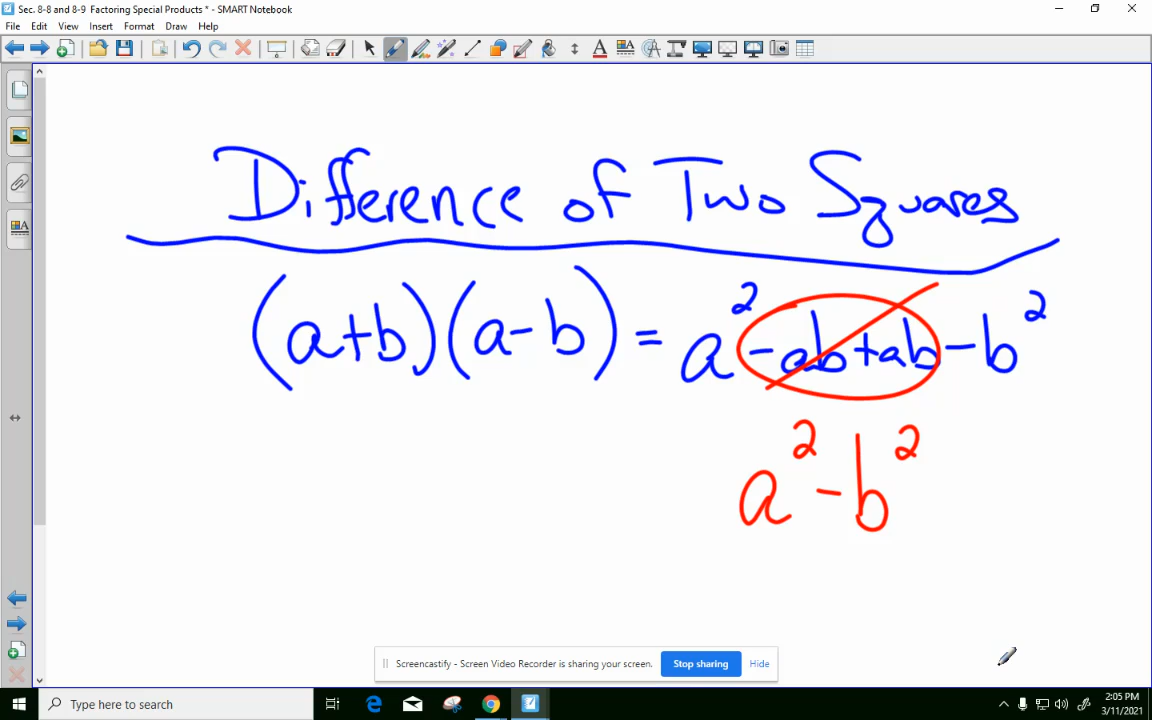 Sec. 8-8 and 8-9 Factoring Special Products * - SMART Notebook
File Edit View Insert Format Draw Help
Difference of Two Squares
(a+b)(a-b) = a² -ab +ab - b²
a² - b²
Screencastify - Screen Video Recorder is sharing your screen. Stop sharing Hide
Type here to search
2:05 PM
3/11/2021